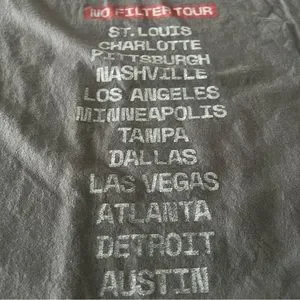 NO FILTER TOUR
ST. LOUIS
CHARLOTTE
PITTSBURGH
NASHVILLE
LOS ANGELES
MINNEAPOLIS
TAMPA
DALLAS
LAS VEGAS
ATLANTA
DETROIT
AUSTIN